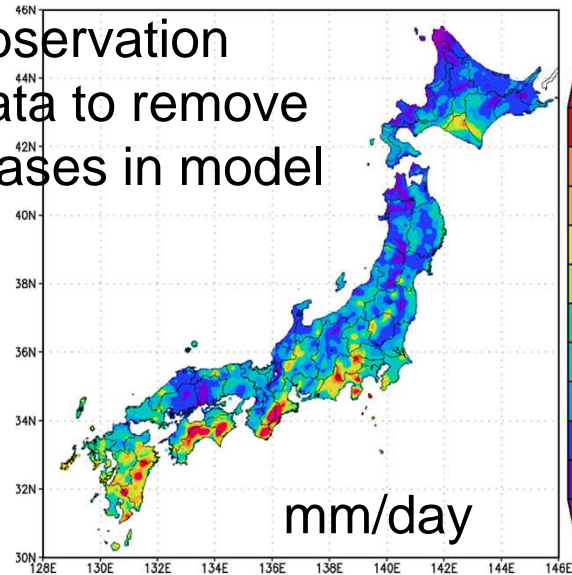 46N
oservation
44N
ata to remove
42N
ases in model
40N
38N
36N
34N
32N
mm/day
30N
128E 130E 132E 134E 136E 138E 140E 142E 144E 146E